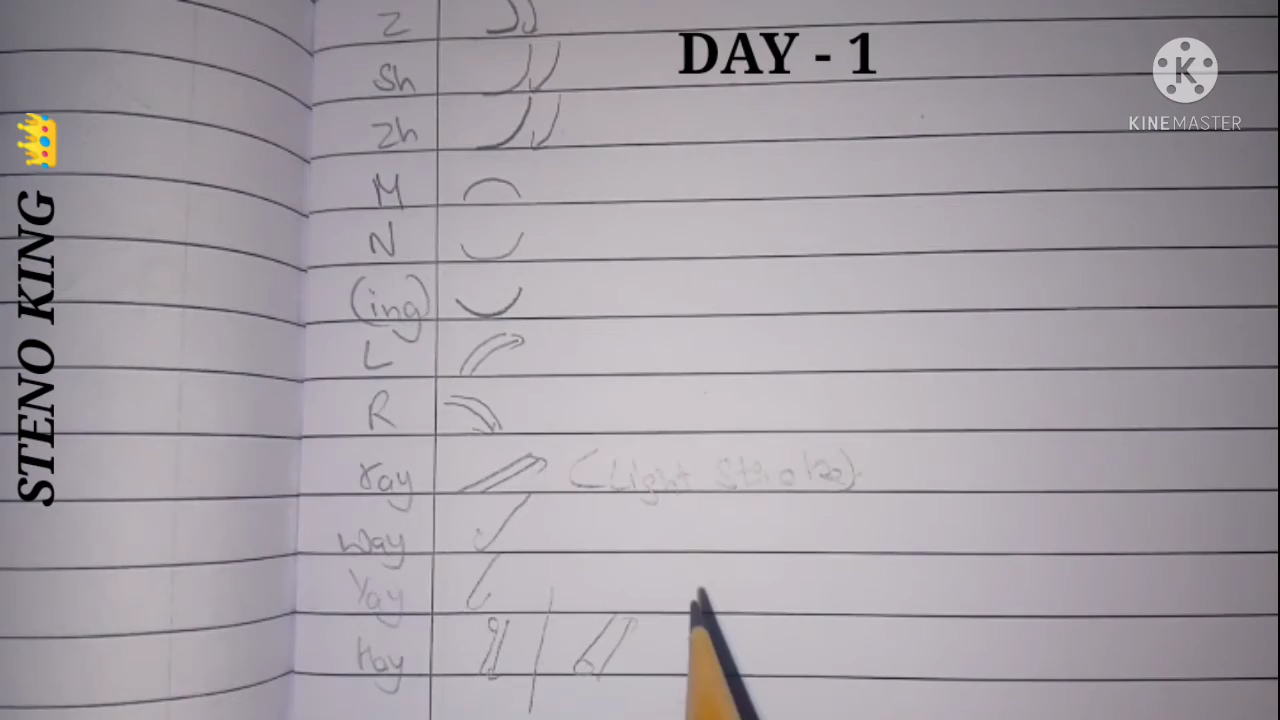 Z
DAY - 1
Sh
KINEMASTER
Zh
STENO KING
M
N
(ing)
L
R
ray (Light Stroke)
Way
Yay
Hay